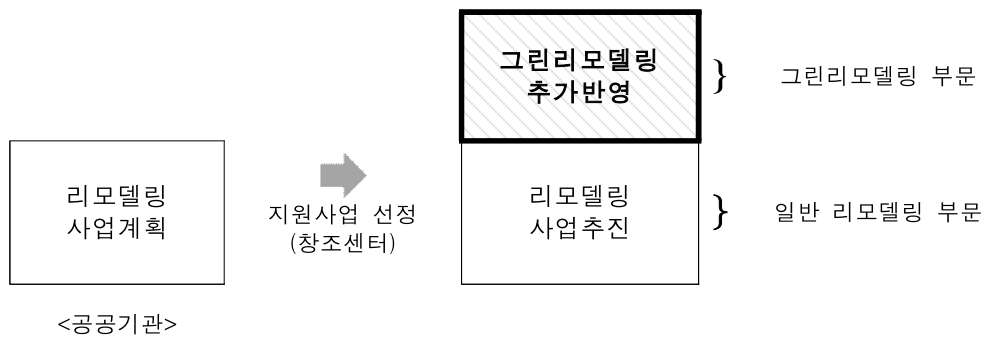 그린리모델링
추가반영
} 그린리모델링 부문
리모델링
사업계획
지원사업 선정
(창조센터)
리모델링
사업추진
} 일반 리모델링 부문
<공공기관>